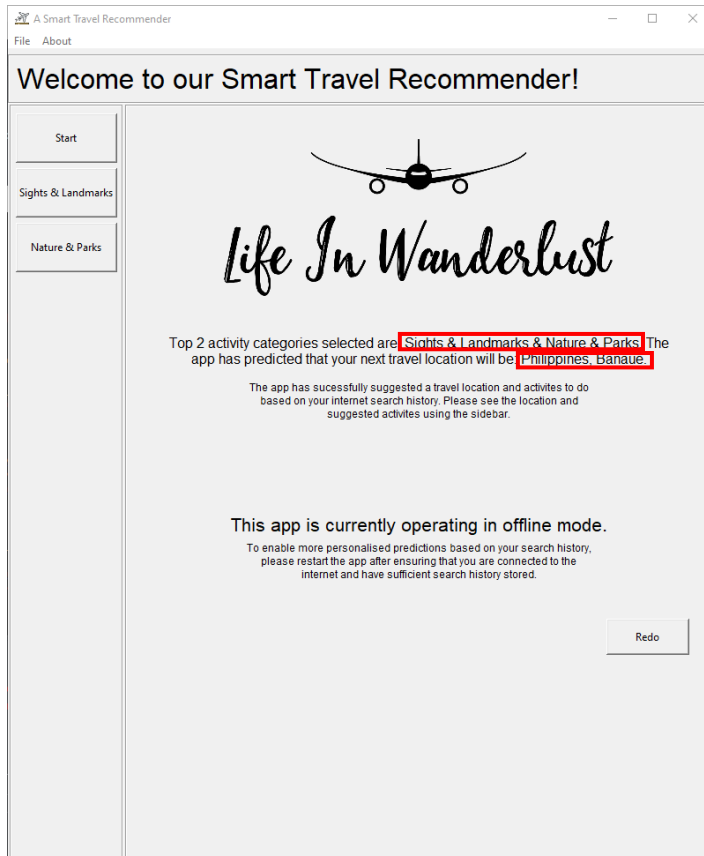 A Smart Travel Recommender
File About
Welcome to our Smart Travel Recommender!
Start
Sights & Landmarks
Nature & Parks
Life In Wanderlust
Top 2 activity categories selected are: Sights & Landmarks & Nature & Parks. The
app has predicted that your next travel location will be: Philippines, Banaue.
The app has sucessfully suggested a travel location and activites to do
based on your internet search history. Please see the location and
suggested activites using the sidebar.
This app is currently operating in offline mode.
To enable more personalised predictions based on your search history,
please restart the app after ensuring that you are connected to the
internet and have sufficient search history stored.
Redo